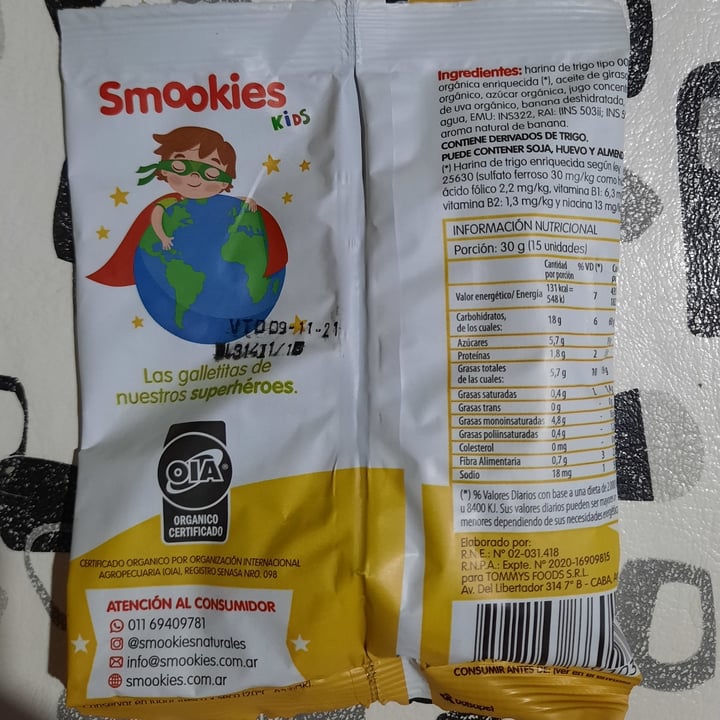 Smookies
KIDS
VTO 09-11-21
L31411/1B
Las galletitas de
nuestros superhéroes.
OIA
ORGANICO
CERTIFICADO
CERTIFICADO ORGANICO POR ORGANIZACIÓN INTERNACIONAL
AGROPECUARIA (OIA), REGISTRO SENASA NRO. 098
ATENCIÓN AL CONSUMIDOR
011 69409781
@smookiesnaturales
info@smookies.com.ar
smookies.com.ar
Ingredientes: harina de trigo tipo 00
orgánica enriquecida (*), aceite de
orgánico, azúcar orgánica, jugo
de uva orgánico, banana deshidratada,
agua, EMU: INS322, RAI: (INS 503ii; INS
aroma natural de banana.
CONTIENE DERIVADOS DE TRIGO.
PUEDE CONTENER SOJA, HUEVO Y
(*) Harina de trigo enriquecida según ley
25630 (sulfato ferroso 30 mg/kg como
ácido fólico 2,2 mg/kg, vitamina B1: 6,3
vitamina B2: 1,3 mg/kg y niacina 13
INFORMACIÓN NUTRICIONAL
Porción: 30 g (15 unidades)
Cantidad por porción % VD (*)
Valor energético/ Energía 131 kcal = 548 kJ 7
Carbohidratos, de los cuales: 18 g 6
Azúcares 5,7 g
Proteínas 1,8 g 2
Grasas totales de las cuales: 5,7 g 10
Grasas saturadas 0,4 g
Grasas trans 0 g -
Grasas monoinsaturadas 4,8 g -
Grasas poliinsaturadas 0,4 g -
Colesterol 0 mg -
Fibra Alimentaria 0,7 g 3
Sodio 18 mg 1
(*) % Valores Diarios con base a una dieta de
u 8400 KJ. Sus valores diarios pueden ser mayores
menores dependiendo de sus necesidades
Elaborado por:
R.N.E.: N° 02-031.418
R.N.P.A.: Expte. N° 2020-16909815
para TOMMYS FOODS S.R.L.
Av. Del Libertador 314 7° B - CABA,
CONSUMIR ANTES DE: (ver en